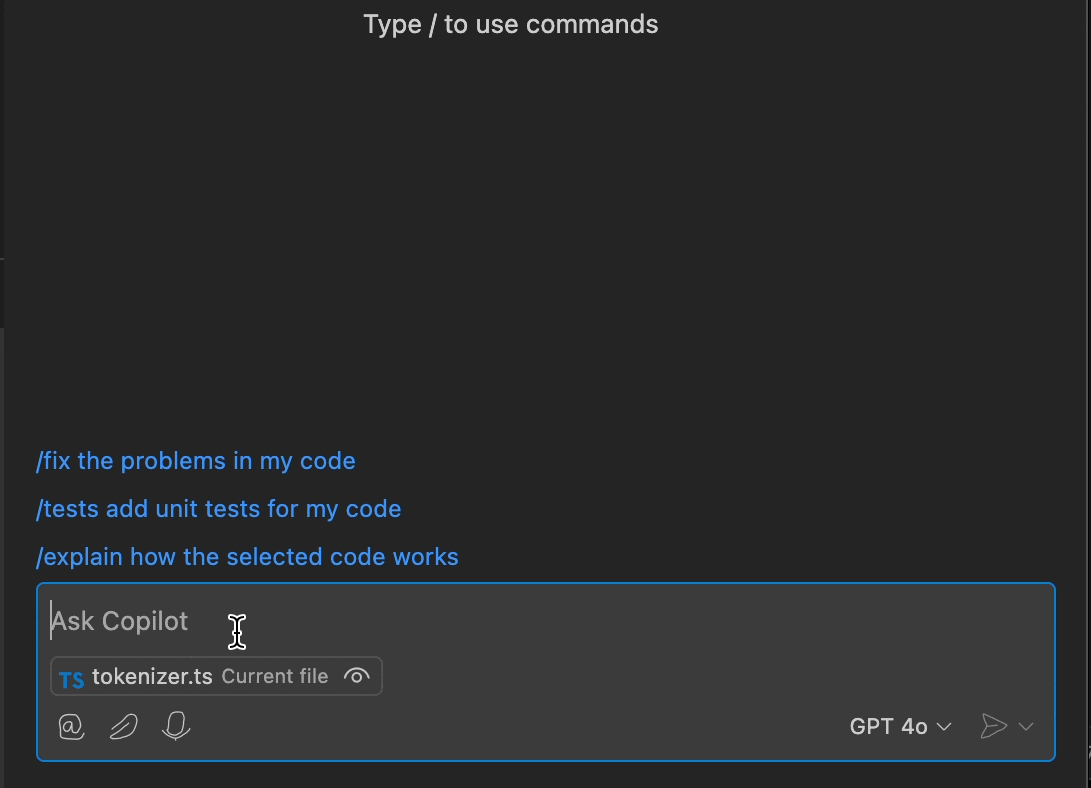 Type / to use commands
/fix the problems in my code
/tests add unit tests for my code
/explain how the selected code works
Ask Copilot
TS tokenizer.ts Current file
@ GPT 4o